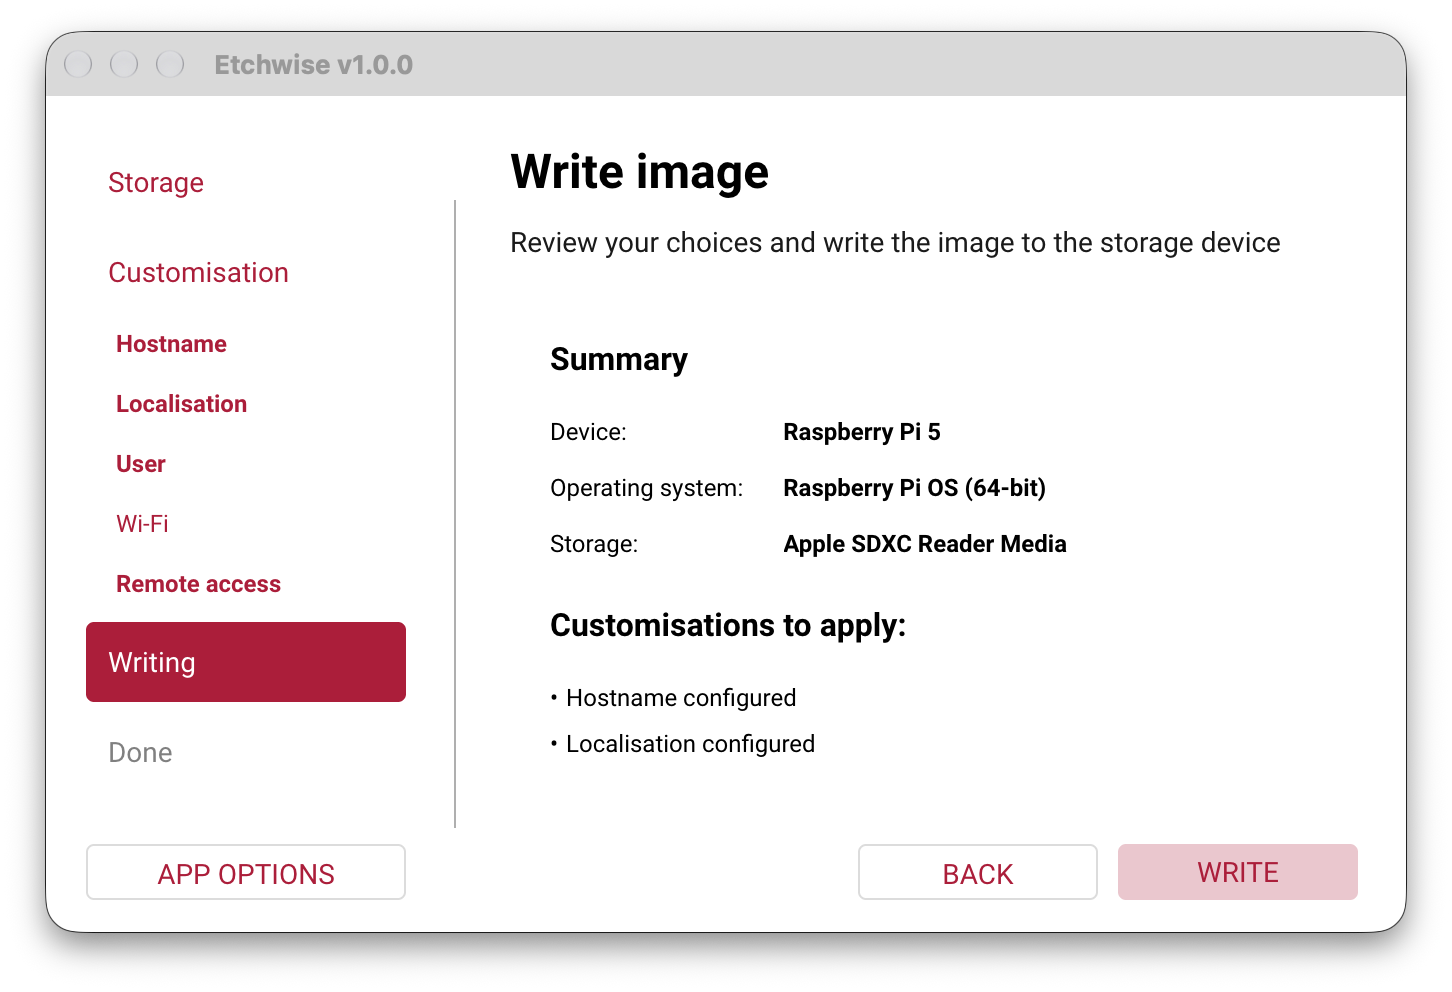 Etchwise v1.0.0
Storage
Customisation
Hostname
Localisation
User
Wi-Fi
Remote access
Writing
Done
APP OPTIONS
Write image
Review your choices and write the image to the storage device
Summary
Device: Raspberry Pi 5
Operating system: Raspberry Pi OS (64-bit)
Storage: Apple SDXC Reader Media
Customisations to apply:
• Hostname configured
• Localisation configured
BACK
WRITE